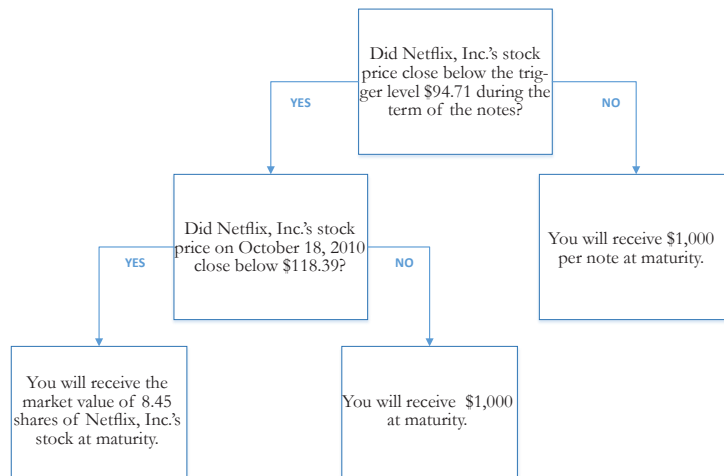 Did Netflix, Inc.'s stock
price close below the trig-
ger level $94.71 during the
term of the notes?
YES
NO
Did Netflix, Inc.'s stock
price on October 18, 2010
close below $118.39?
You will receive $1,000
per note at maturity.
YES
NO
You will receive the
market value of 8.45
shares of Netflix, Inc.'s
stock at maturity.
You will receive $1,000
at maturity.